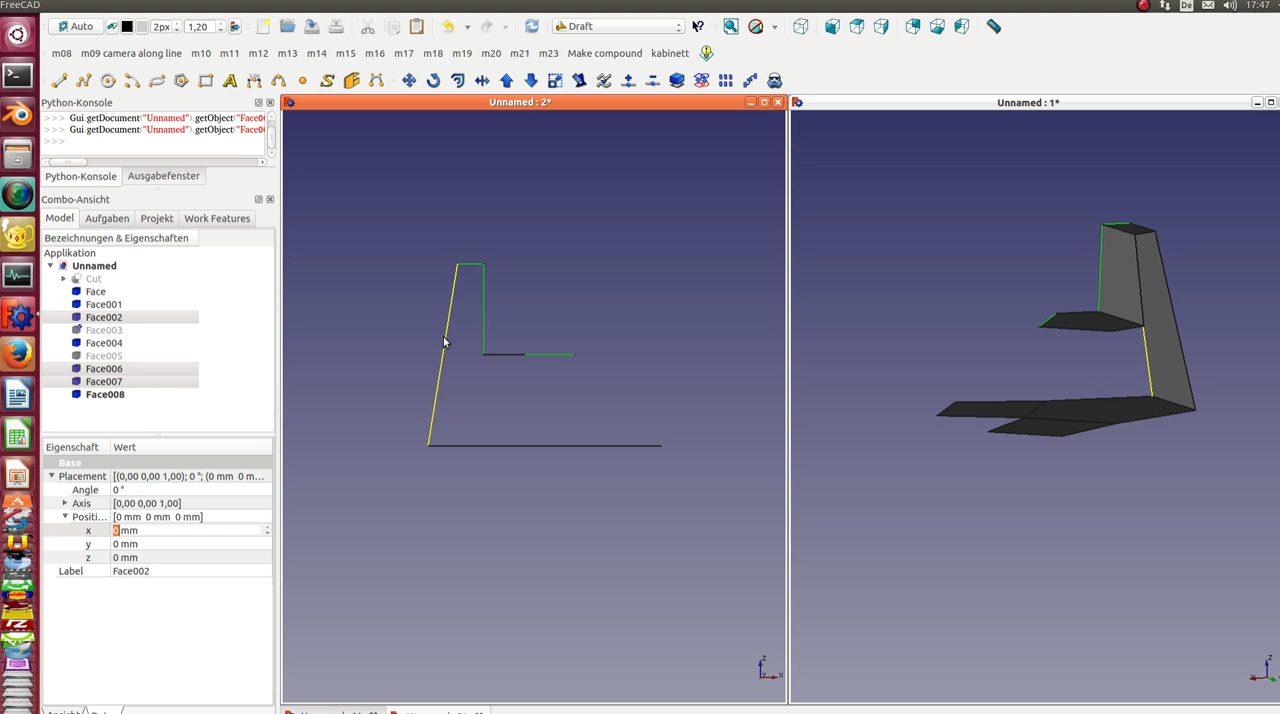 FreeCAD
De
17:47
Auto
2px
1,20
Draft
m08 m09 camera along line m10 m11 m12 m13 m14 m15 m16 m17 m18 m19 m20 m21 m23 Make compound kabinett
Python-Konsole
>>> Gui.getDocument("Unnamed").getObject("Face0
>>> Gui.getDocument("Unnamed").getObject("Face0
>>>
Python-Konsole Ausgabefenster
Combo-Ansicht
Model Aufgaben Projekt Work Features
Bezeichnungen & Eigenschaften
Applikation
Unnamed
Cut
Face
Face001
Face002
Face003
Face004
Face005
Face006
Face007
Face008
Eigenschaft Wert
Base
Placement [(0,00 0,00 1,00); 0 °; (0 mm 0 m...
Angle 0 °
Axis [0,00 0,00 1,00]
Positi... [0 mm 0 mm 0 mm]
x 0 mm
y 0 mm
z 0 mm
Label Face002
Unnamed : 2*
Unnamed : 1*
z
x
z